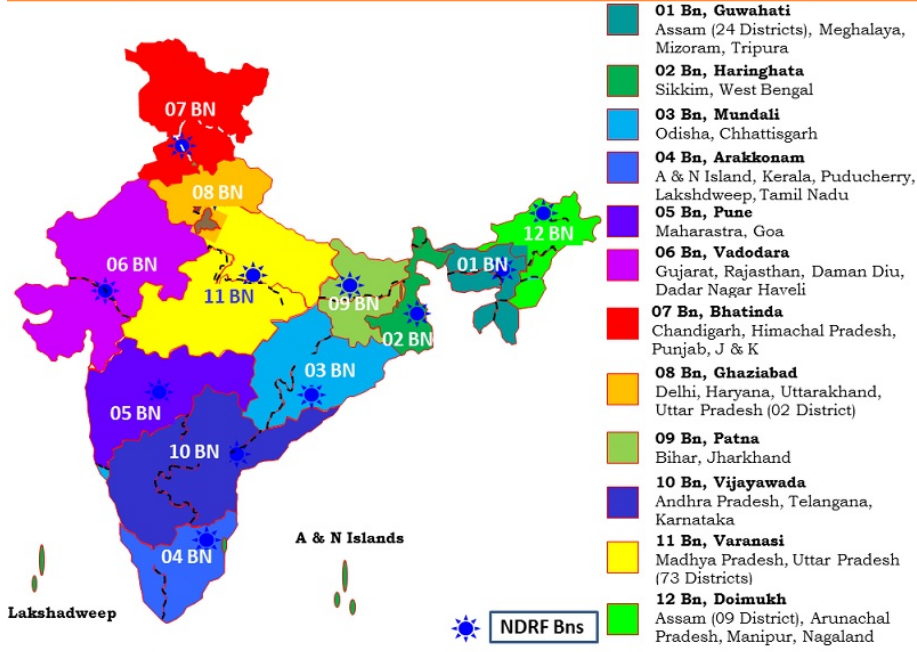 07 BN
08 BN
06 BN
11 BN
09 BN
02 BN
01 BN
12 BN
03 BN
05 BN
10 BN
04 BN
A & N Islands
Lakshadweep
NDRF Bns
01 Bn, Guwahati
Assam (24 Districts), Meghalaya,
Mizoram, Tripura
02 Bn, Haringhata
Sikkim, West Bengal
03 Bn, Mundali
Odisha, Chhattisgarh
04 Bn, Arakkonam
A & N Island, Kerala, Puducherry,
Lakshdweep, Tamil Nadu
05 Bn, Pune
Maharastra, Goa
06 Bn, Vadodara
Gujarat, Rajasthan, Daman Diu,
Dadar Nagar Haveli
07 Bn, Bhatinda
Chandigarh, Himachal Pradesh,
Punjab, J & K
08 Bn, Ghaziabad
Delhi, Haryana, Uttarakhand,
Uttar Pradesh (02 District)
09 Bn, Patna
Bihar, Jharkhand
10 Bn, Vijayawada
Andhra Pradesh, Telangana,
Karnataka
11 Bn, Varanasi
Madhya Pradesh, Uttar Pradesh
(73 Districts)
12 Bn, Doimukh
Assam (09 District), Arunachal
Pradesh, Manipur, Nagaland